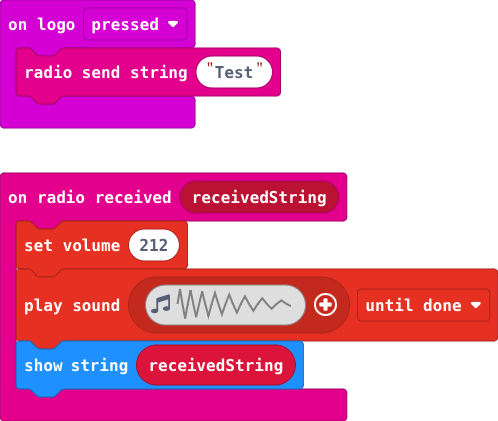 on logo pressed
radio send string "Test"
on radio received receivedString
set volume 212
play sound until done
show string receivedString